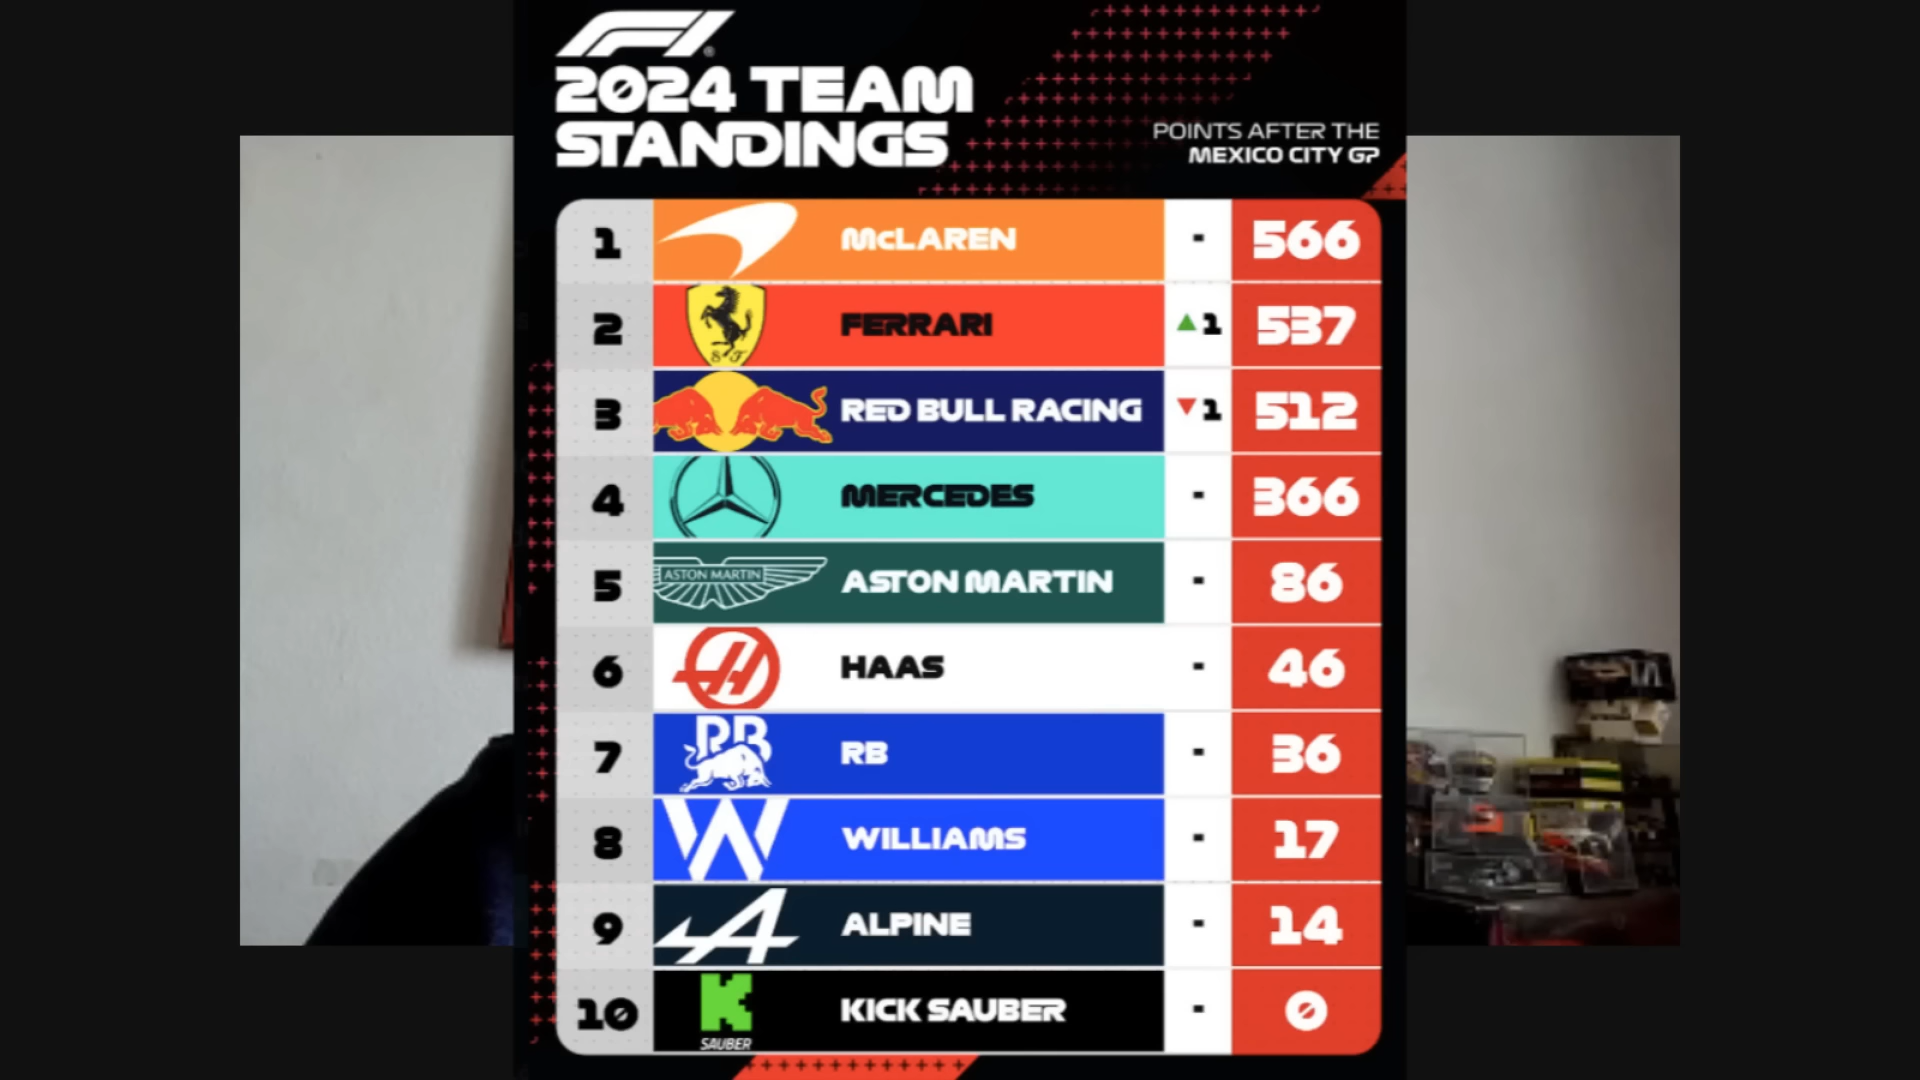 F1
2024 TEAM
STANDINGS
POINTS AFTER THE
MEXICO CITY GP
1 McLAREN - 566
2 S F FERRARI ▲1 537
3 RED BULL RACING ▼1 512
4 MERCEDES - 366
5 ASTON MARTIN ASTON MARTIN - 86
6 H HAAS - 46
7 RB RB - 36
8 W WILLIAMS - 17
9 A ALPINE - 14
10 K SAUBER KICK SAUBER - 0